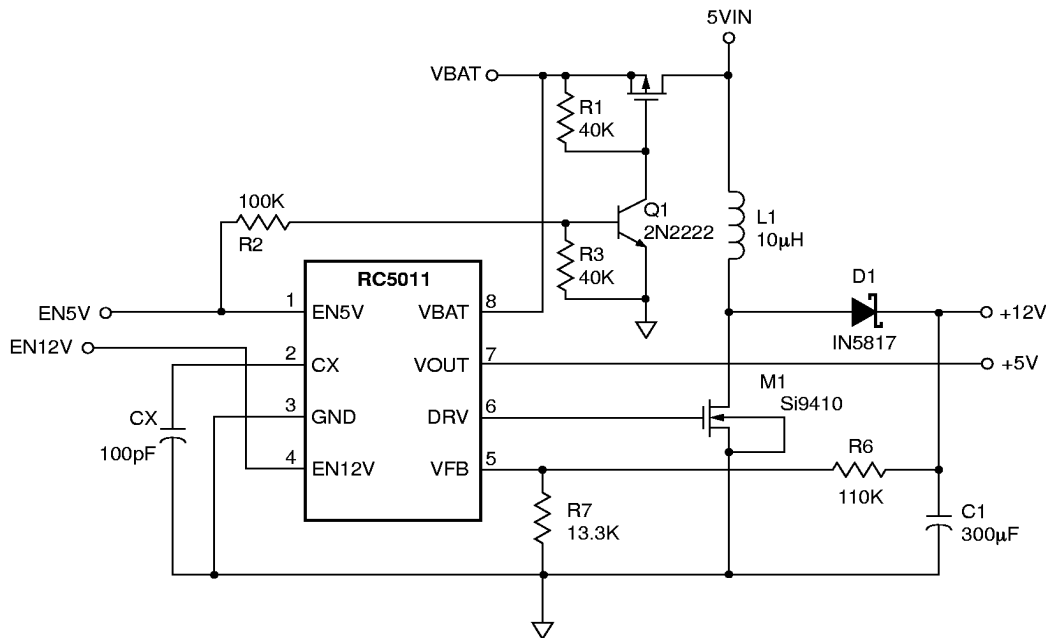 5VIN
VBAT
R1
40K
100K
R2
Q1
2N2222
L1
10µH
R3
40K
RC5011
D1
IN5817
EN5V
1
EN5V
VBAT
8
+12V
EN12V
2
CX
VOUT
7
+5V
M1
Si9410
CX
100pF
3
GND
DRV
6
4
EN12V
VFB
5
R6
110K
R7
13.3K
C1
300µF